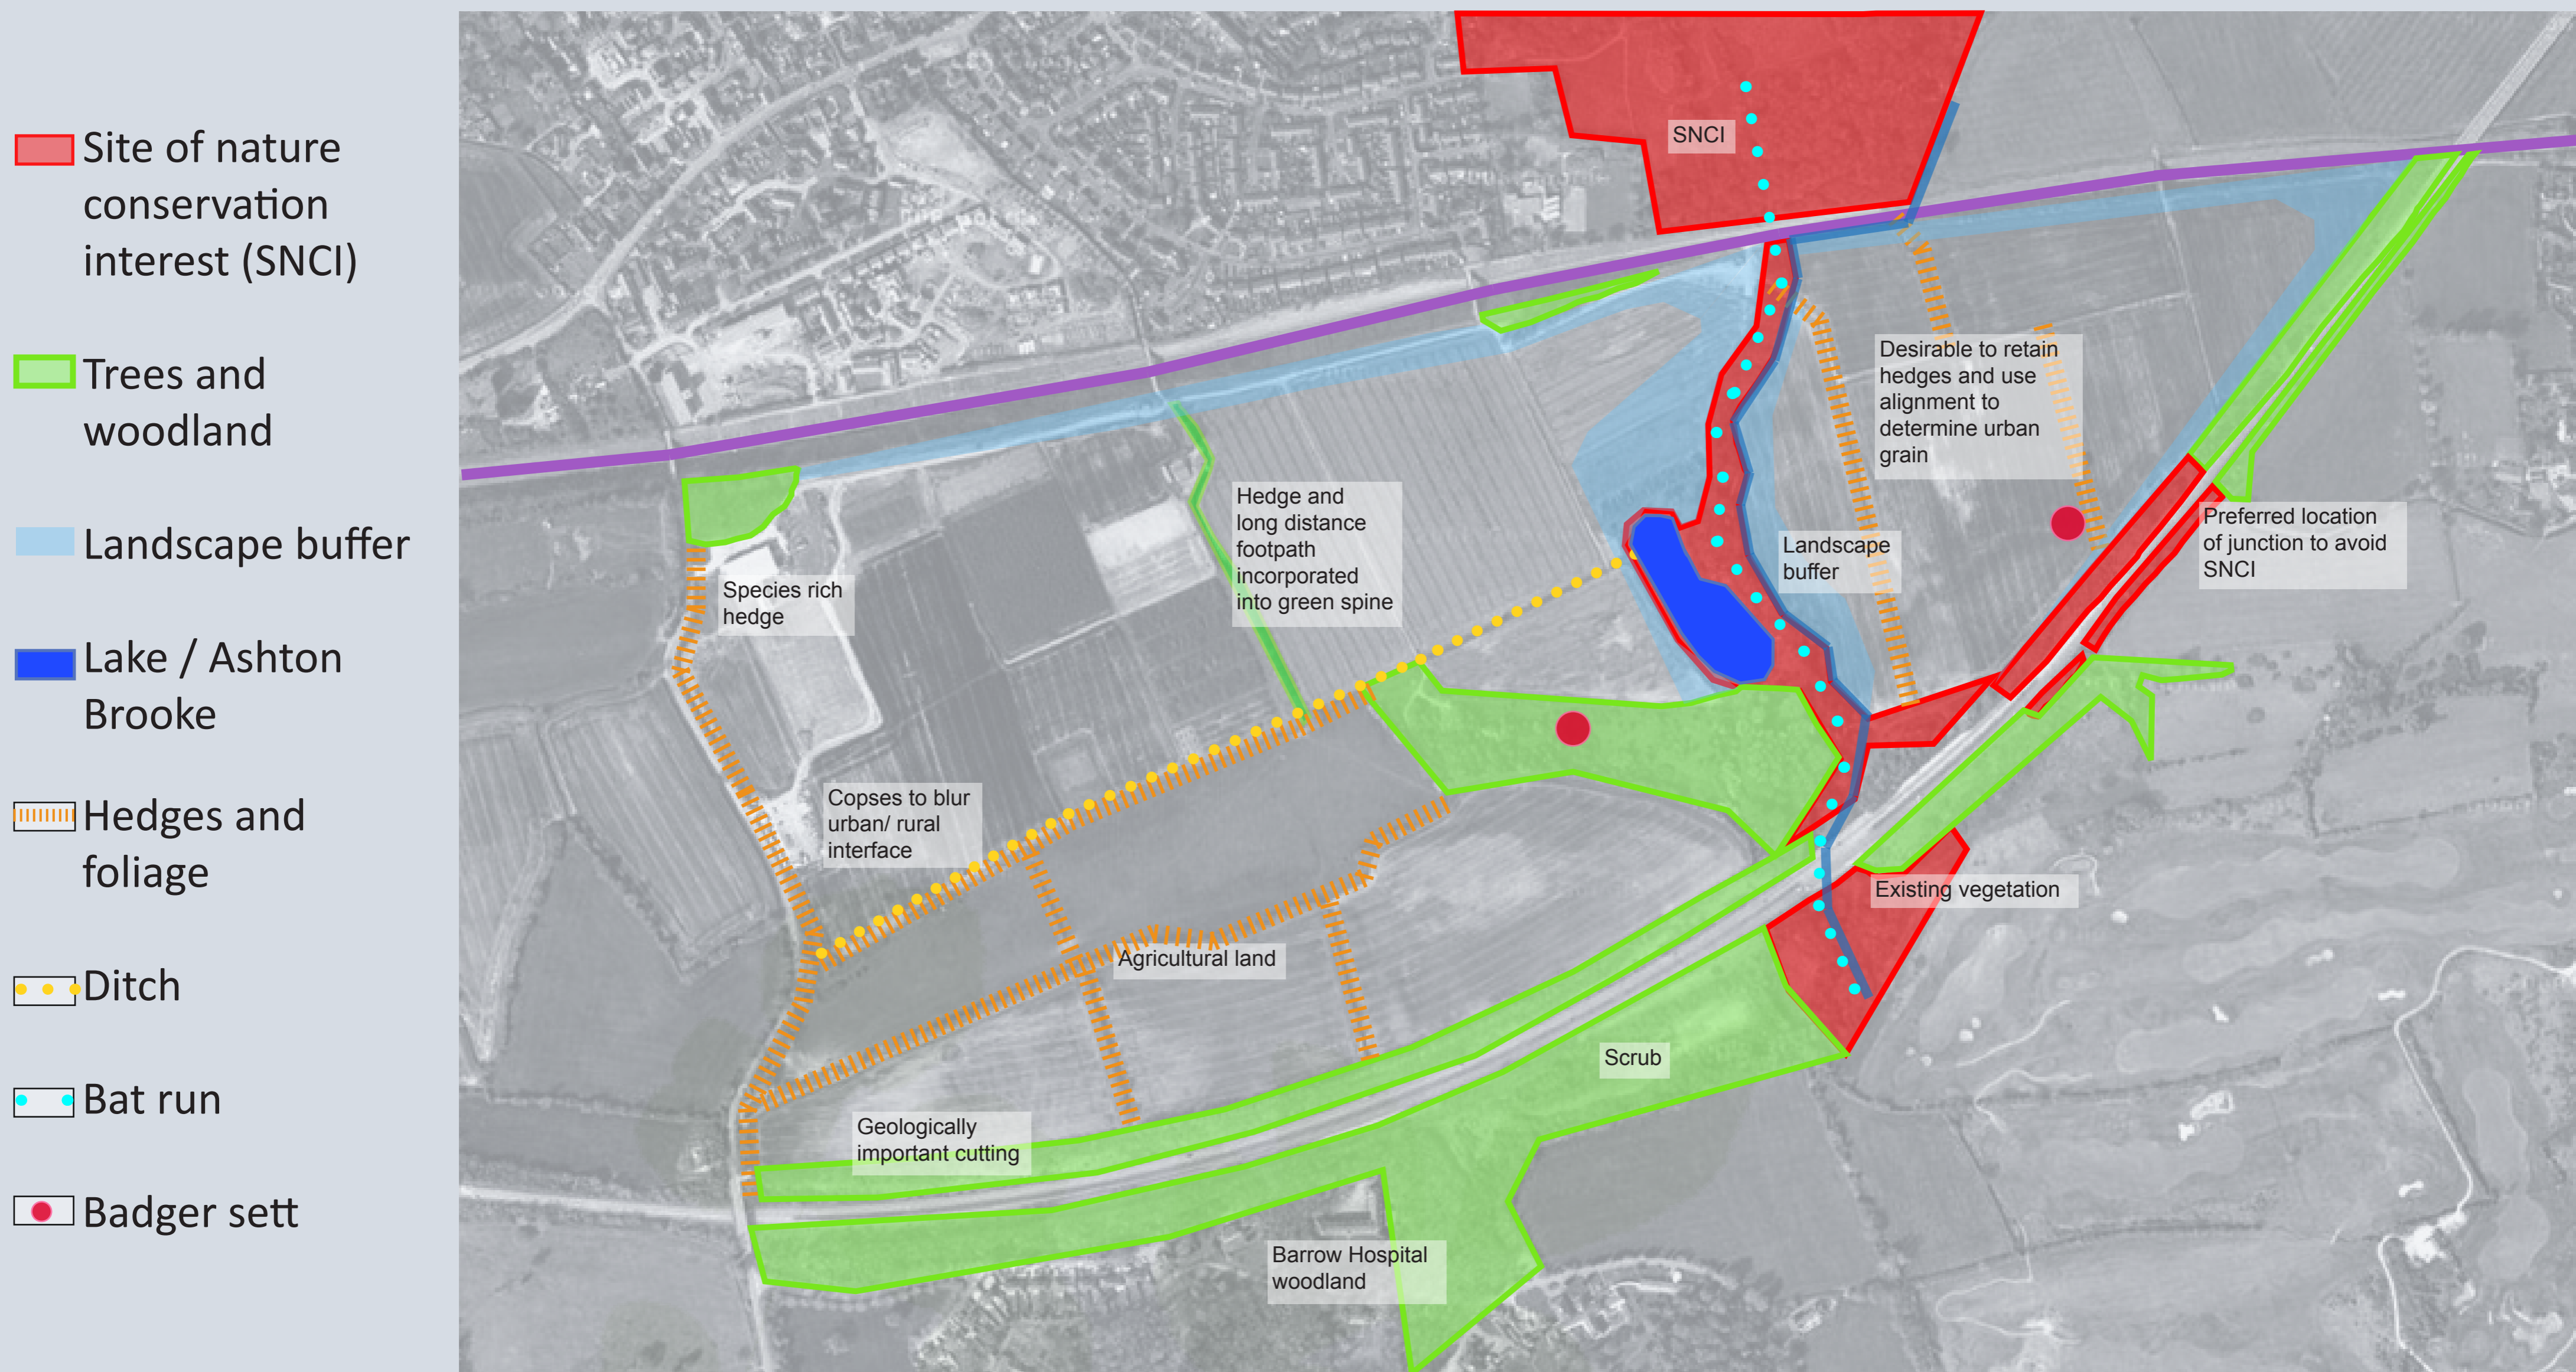 Site of nature
conservation
interest (SNCI)
Trees and
woodland
Landscape buffer
Lake / Ashton
Brooke
Hedges and
foliage
Ditch
Bat run
Badger sett
SNCI
Desirable to retain
hedges and use
alignment to
determine urban
grain
Hedge and
long distance
footpath
incorporated
into green spine
Preferred location
of junction to avoid
SNCI
Landscape
buffer
Species rich
hedge
Copses to blur
urban/ rural
interface
Existing vegetation
Agricultural land
Scrub
Geologically
important cutting
Barrow Hospital
woodland